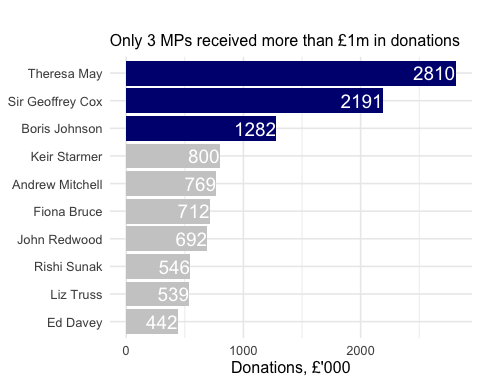 Only 3 MPs received more than £1m in donations
Theresa May 2810
Sir Geoffrey Cox 2191
Boris Johnson 1282
Keir Starmer 800
Andrew Mitchell 769
Fiona Bruce 712
John Redwood 692
Rishi Sunak 546
Liz Truss 539
Ed Davey 442
0 1000 2000
Donations, £'000